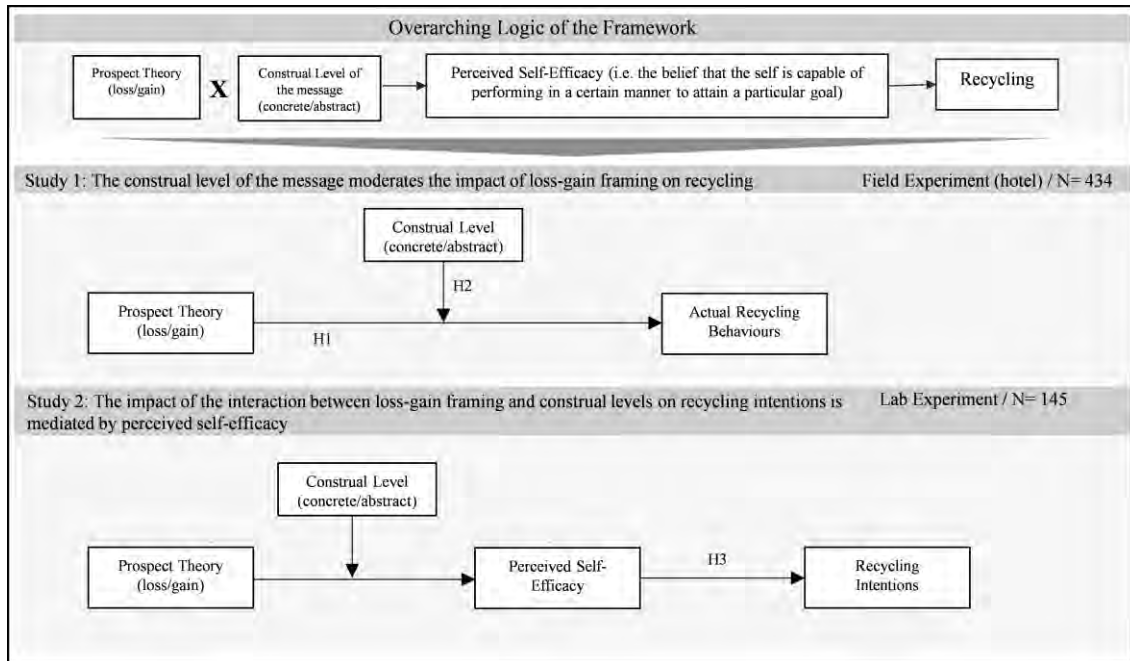 Overarching Logic of the Framework
Prospect Theory
(loss/gain)
X
Construal Level of
the message
(concrete/abstract)
Perceived Self-Efficacy (i.e. the belief that the self is capable of
performing in a certain manner to attain a particular goal)
Recycling
Study 1: The construal level of the message moderates the impact of loss-gain framing on recycling
Field Experiment (hotel) / N= 434
Construal Level
(concrete/abstract)
H2
Prospect Theory
(loss/gain)
H1
Actual Recycling
Behaviours
Study 2: The impact of the interaction between loss-gain framing and construal levels on recycling intentions is
mediated by perceived self-efficacy
Lab Experiment / N= 145
Construal Level
(concrete/abstract)
Prospect Theory
(loss/gain)
Perceived Self-
Efficacy
H3
Recycling
Intentions